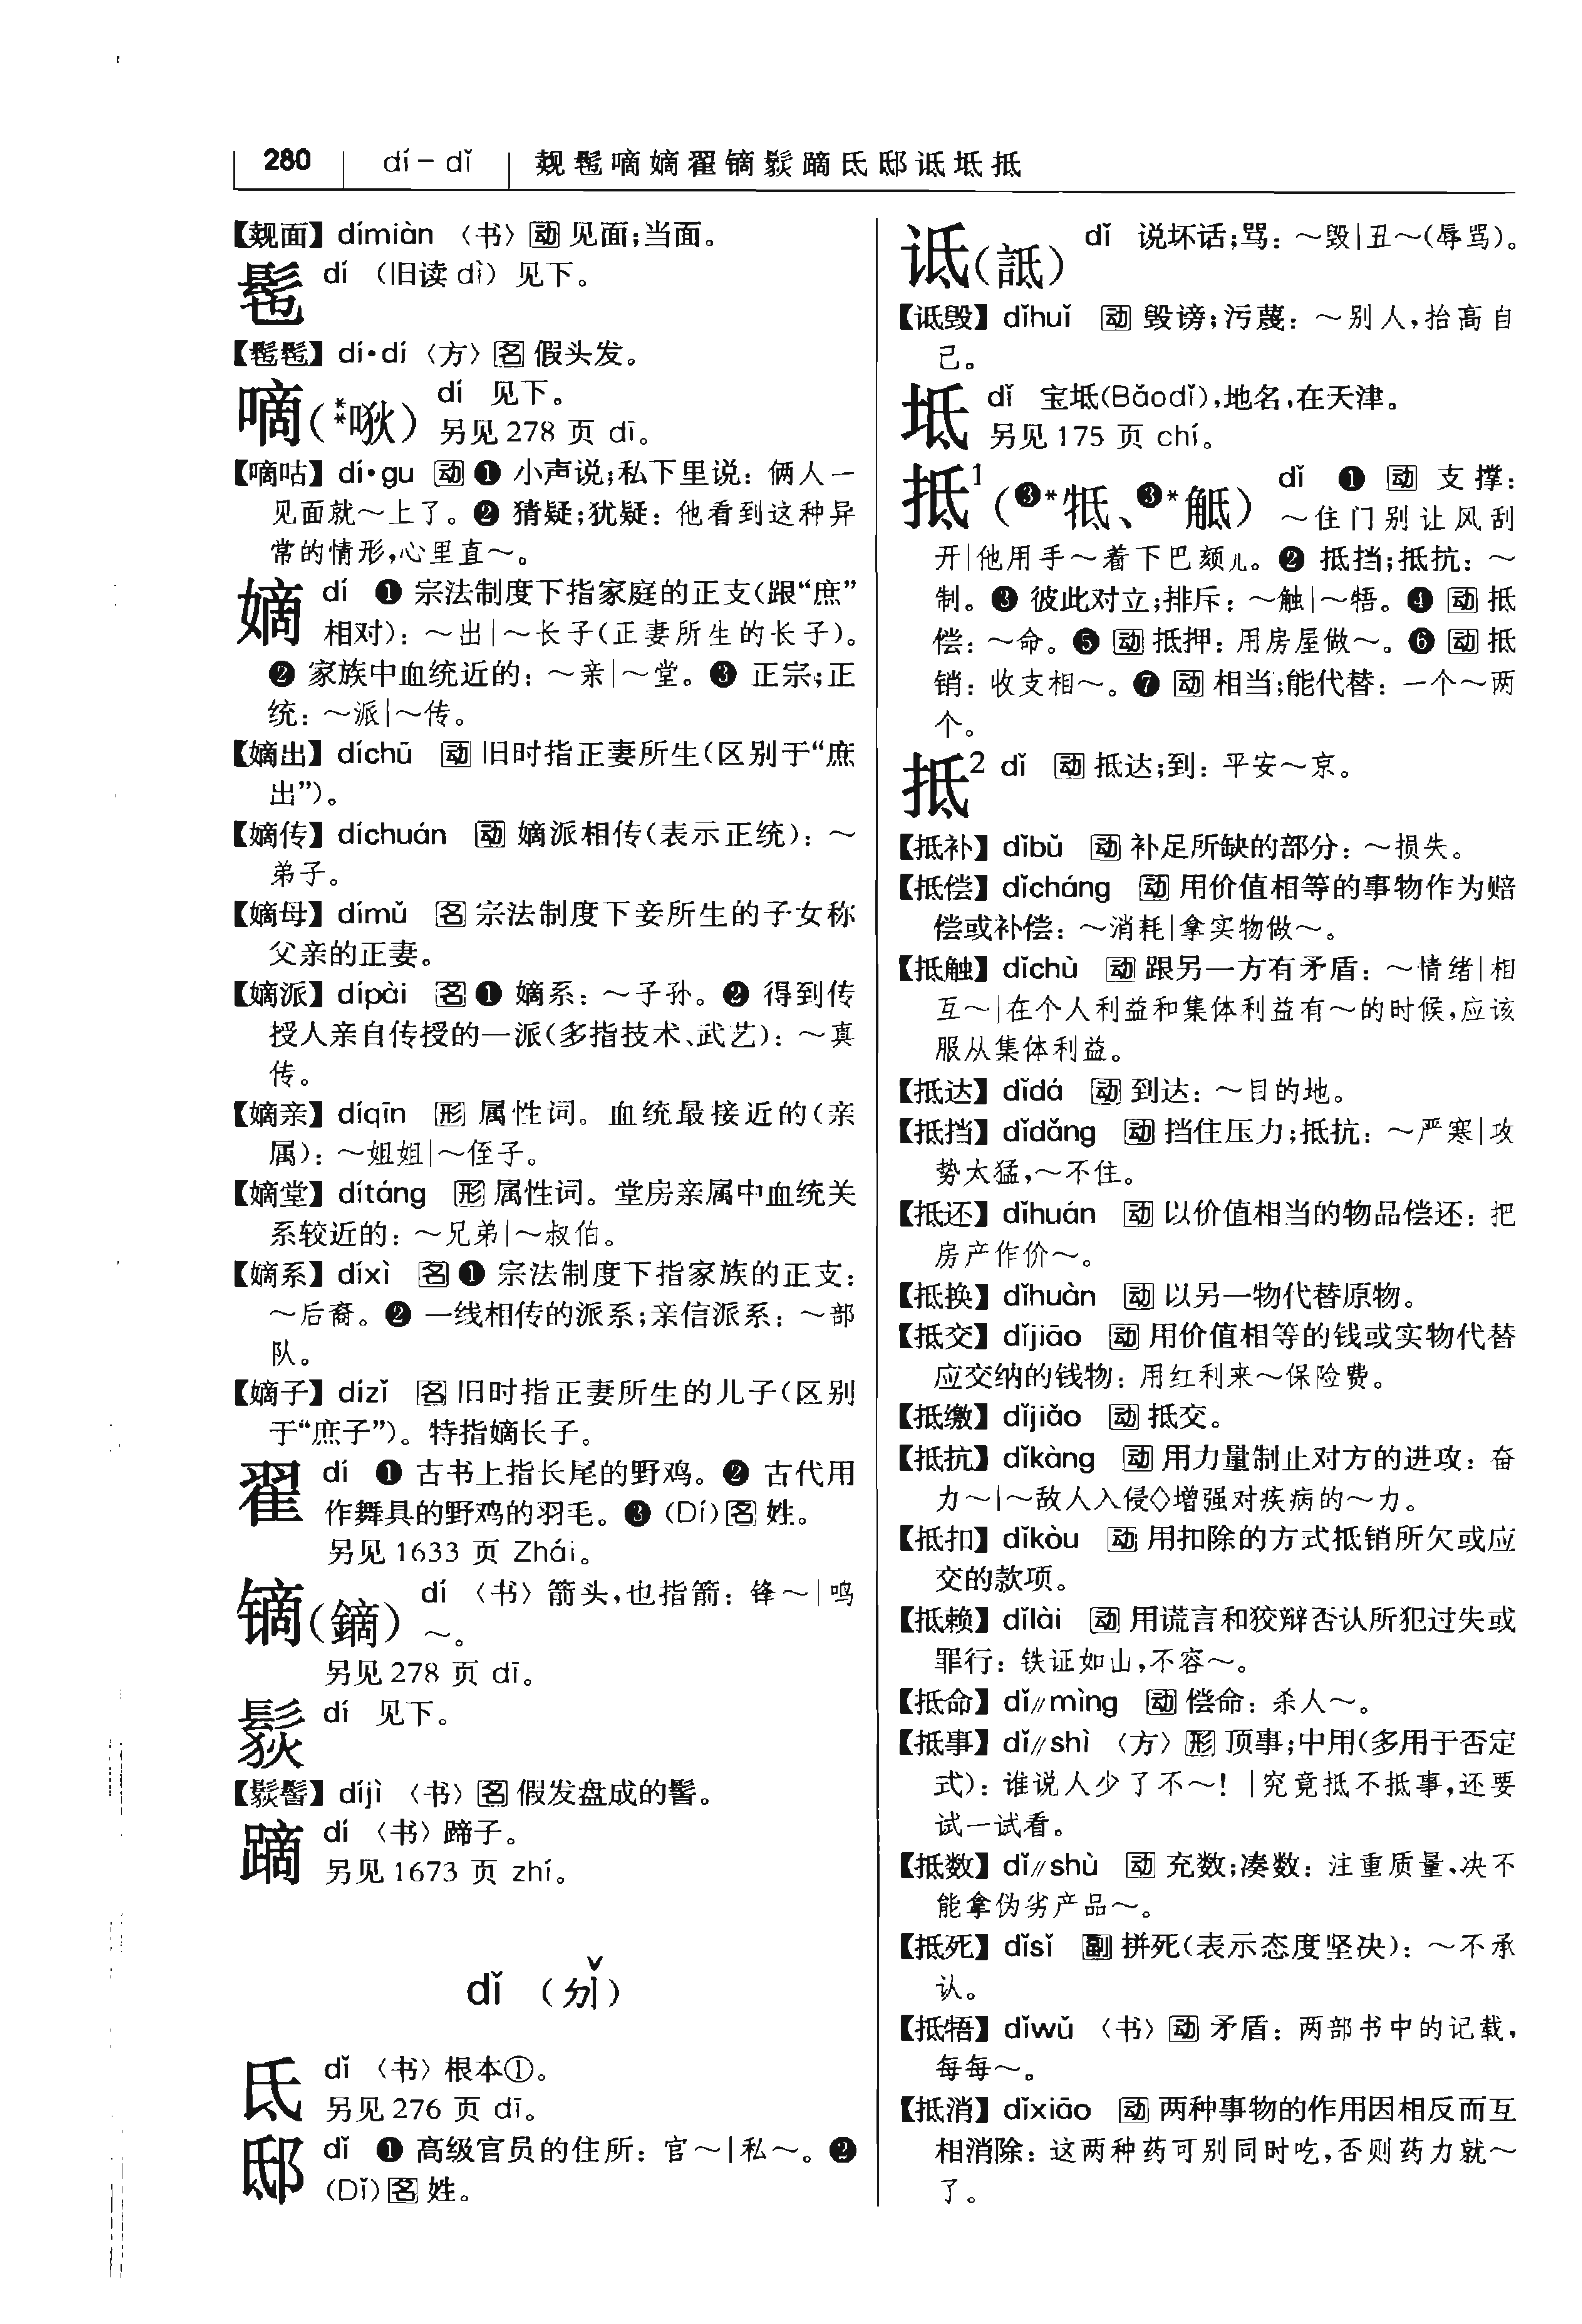 280 dí－dǐ 觌髢嘀嫡翟镝鬏蹢氐邸诋坻抵
【觌面】dímiàn 〈书〉动 见面;当面。
髢 dí （旧读 dì）见下。
【髢髢】dí•dí〈方〉名 假头发。
嘀(**啾) dí 见下。
另见 278 页 dī。
【嘀咕】dí•gu 动 ❶ 小声说;私下里说：俩人一
见面就～上了。❷ 猜疑;犹疑：他看到这种异
常的情形,心里直～。
嫡 dí ❶ 宗法制度下指家庭的正支(跟“庶”
相对)：～出|～长子(正妻所生的长子)。
❷ 家族中血统近的：～亲|～堂。❸ 正宗;正
统：～派|～传。
【嫡出】díchū 动 旧时指正妻所生(区别于“庶
出”)。
【嫡传】díchuán 动 嫡派相传(表示正统)：～
弟子。
【嫡母】dímǔ 名 宗法制度下妾所生的子女称
父亲的正妻。
【嫡派】dípài 名 ❶ 嫡系：～子孙。❷ 得到传
授人亲自传授的一派(多指技术、武艺)：～真
传。
【嫡亲】díqīn 形 属性词。血统最接近的(亲
属)：～姐姐|～侄子。
【嫡堂】dítáng 形 属性词。堂房亲属中血统关
系较近的：～兄弟|～叔伯。
【嫡系】díxì 名 ❶ 宗法制度下指家族的正支：
～后裔。❷ 一线相传的派系;亲信派系：～部
队。
【嫡子】dízǐ 名 旧时指正妻所生的儿子(区别
于“庶子”)。特指嫡长子。
翟 dí ❶ 古书上指长尾的野鸡。❷ 古代用
作舞具的野鸡的羽毛。❸ (Dí)名 姓。
另见 1633 页 Zhái。
镝(鏑) dí 〈书〉箭头,也指箭：锋～|鸣
～。
另见 278 页 dī。
dí 见下。
díjì 〈书〉名 假发盘成的髻。
蹢 dí 〈书〉蹄子。
另见 1673 页 zhí。
dǐ （ㄉㄧˇ）
氐 dǐ 〈书〉根本①。
另见 276 页 dī。
邸 dǐ ❶ 高级官员的住所：官～|私～。❷
(Dǐ)名 姓。
诋(詆) dǐ 说坏话;骂：～毁|丑～(辱骂)。
【诋毁】dǐhuǐ 动 毁谤;污蔑：～别人,抬高自
己。
坻 dǐ 宝坻(Bǎodǐ),地名,在天津。
另见 175 页 chí。
抵¹(❸*牴、❸*觝) dǐ ❶ 动 支撑：
～住门别让风刮
开|他用手～着下巴颏儿。❷ 抵挡;抵抗：～
制。❸ 彼此对立;排斥：～触|～牾。❹ 动 抵
偿：～命。❺ 动 抵押：用房屋做～。❻ 动 抵
销：收支相～。❼ 动 相当;能代替：一个～两
个。
抵² dǐ 动 抵达;到：平安～京。
【抵补】dǐbǔ 动 补足所缺的部分：～损失。
【抵偿】dǐcháng 动 用价值相等的事物作为赔
偿或补偿：～消耗|拿实物做～。
【抵触】dǐchù 动 跟另一方有矛盾：～情绪|相
互～|在个人利益和集体利益有～的时候,应该
服从集体利益。
【抵达】dǐdá 动 到达：～目的地。
【抵挡】dǐdǎng 动 挡住压力;抵抗：～严寒|攻
势太猛,～不住。
【抵还】dǐhuán 动 以价值相当的物品偿还：把
房产作价～。
【抵换】dǐhuàn 动 以另一物代替原物。
【抵交】dǐjiāo 动 用价值相等的钱或实物代替
应交纳的钱物：用红利来～保险费。
【抵缴】dǐjiǎo 动 抵交。
【抵抗】dǐkàng 动 用力量制止对方的进攻：奋
力～|～敌人入侵◇增强对疾病的～力。
【抵扣】dǐkòu 动 用扣除的方式抵销所欠或应
交的款项。
【抵赖】dǐlài 动 用谎言和狡辩否认所犯过失或
罪行：铁证如山,不容～。
【抵命】dǐ∥mìng 动 偿命：杀人～。
【抵事】dǐ∥shì 〈方〉形 顶事;中用(多用于否定
式)：谁说人少了不～！|究竟抵不抵事,还要
试一试看。
【抵数】dǐ∥shù 动 充数;凑数：注重质量,决不
能拿伪劣产品～。
【抵死】dǐsǐ 副 拼死(表示态度坚决)：～不承
认。
【抵牾】dǐwǔ 〈书〉动 矛盾：两部书中的记载,
每每～。
【抵消】dǐxiāo 动 两种事物的作用因相反而互
相消除：这两种药可别同时吃,否则药力就～
了。